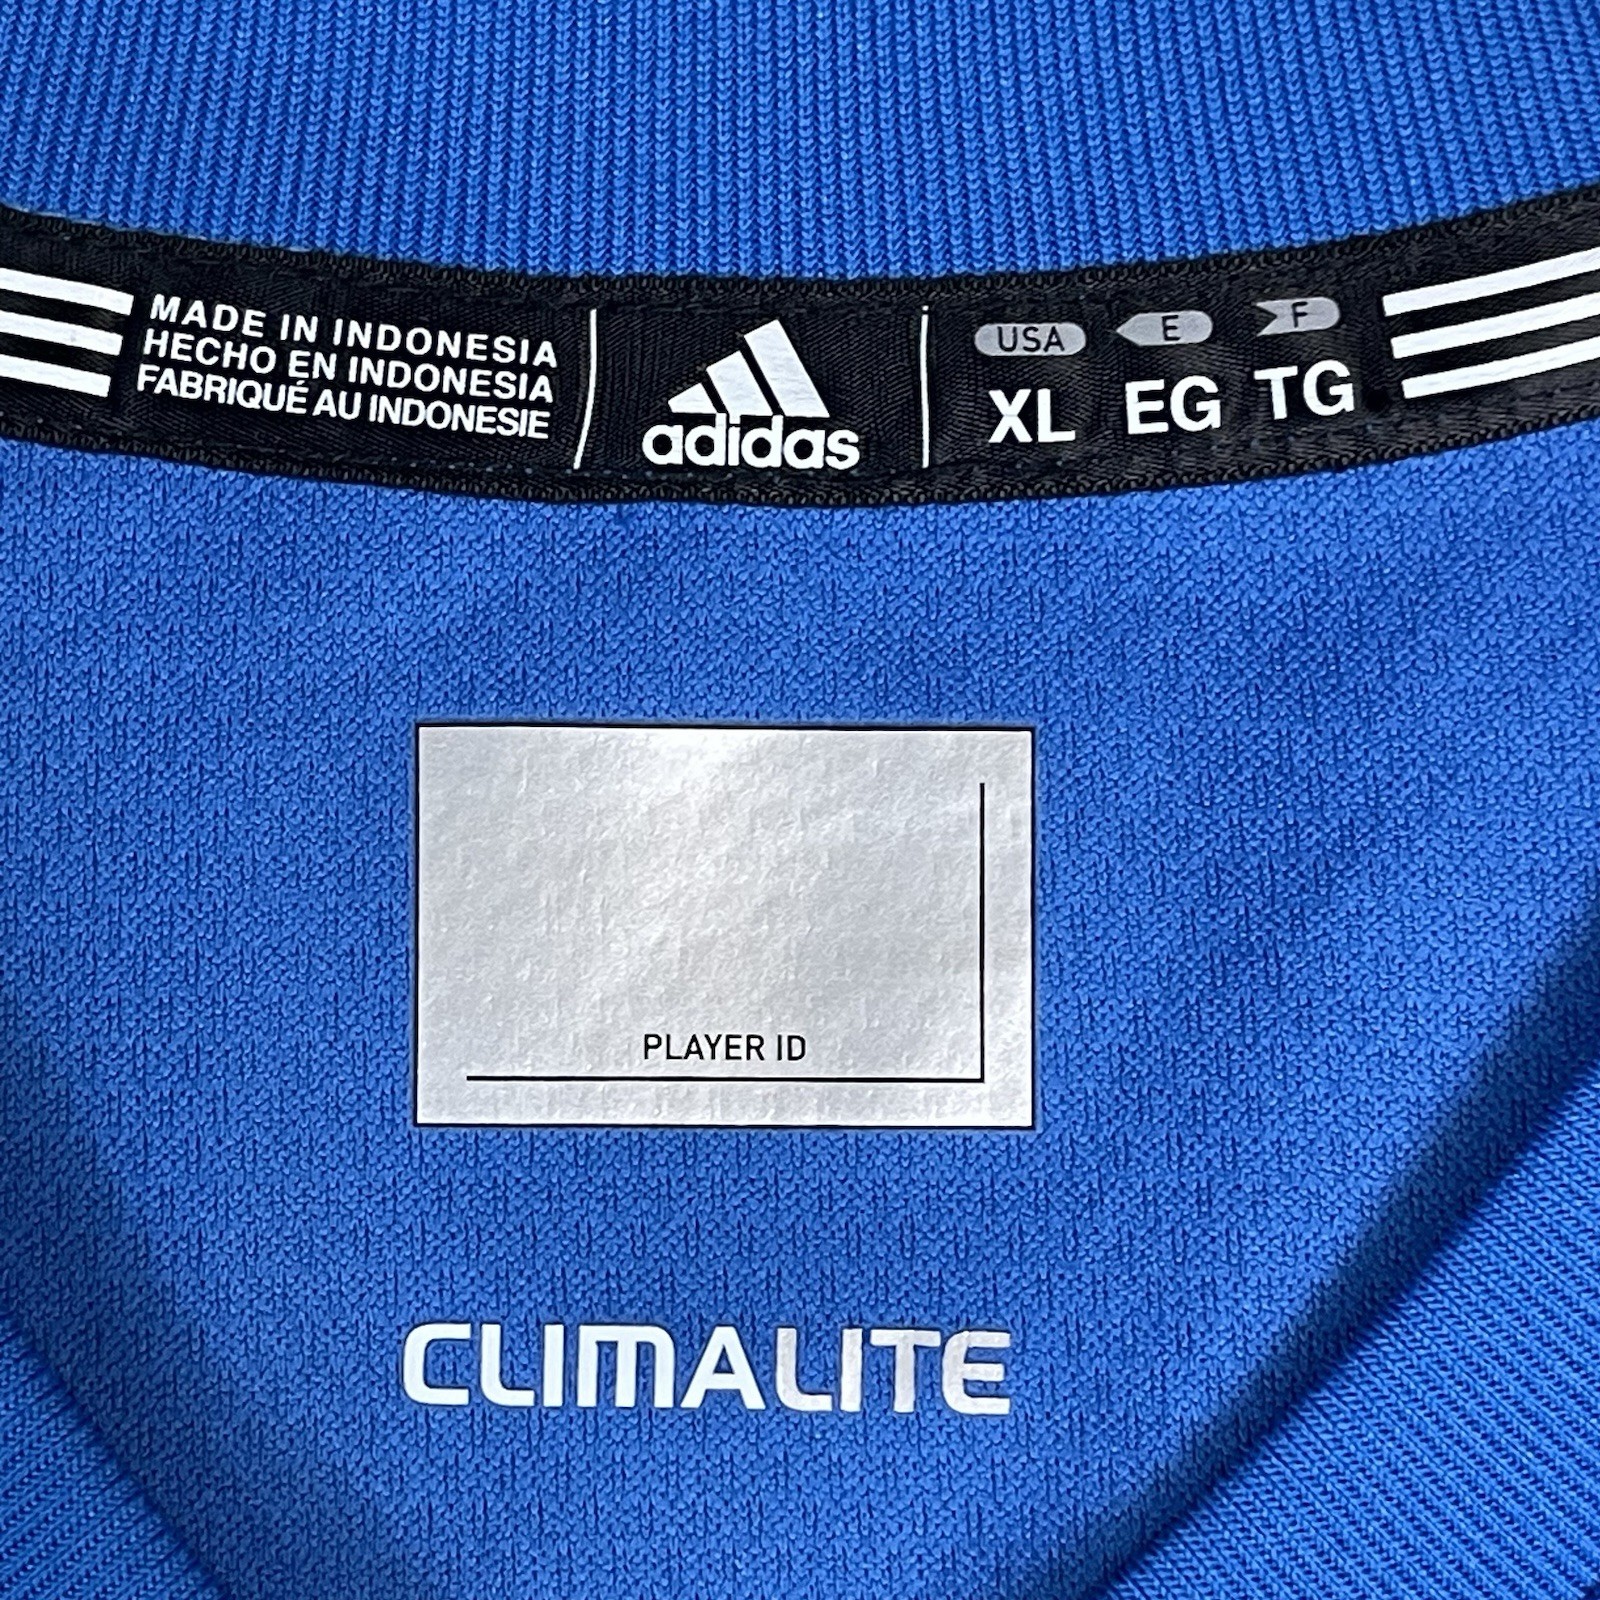 MADE IN INDONESIA
HECHO EN INDONESIA
FABRIQUÉ AU INDONESIE
adidas
USA E F
XL EG TG
PLAYER ID
CLIMALITE